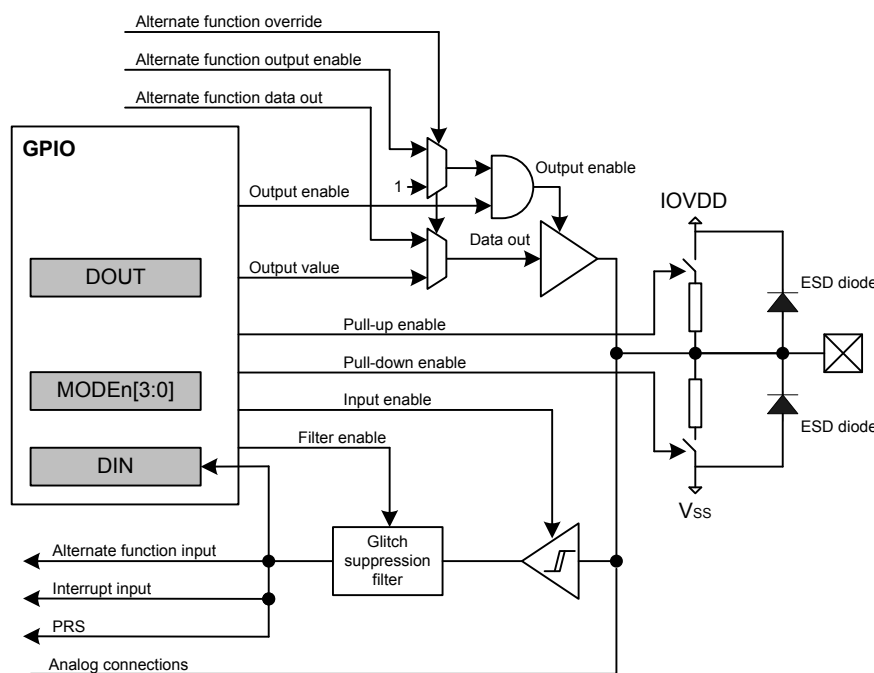 Alternate function override
Alternate function output enable
Alternate function data out
GPIO
Output enable
1
Output enable
IOVDD
Data out
DOUT
Output value
ESD diode
Pull-up enable
Pull-down enable
MODEn[3:0]
Input enable
ESD diode
Filter enable
DIN
VSS
Glitch
suppression
filter
Alternate function input
Interrupt input
PRS
Analog connections